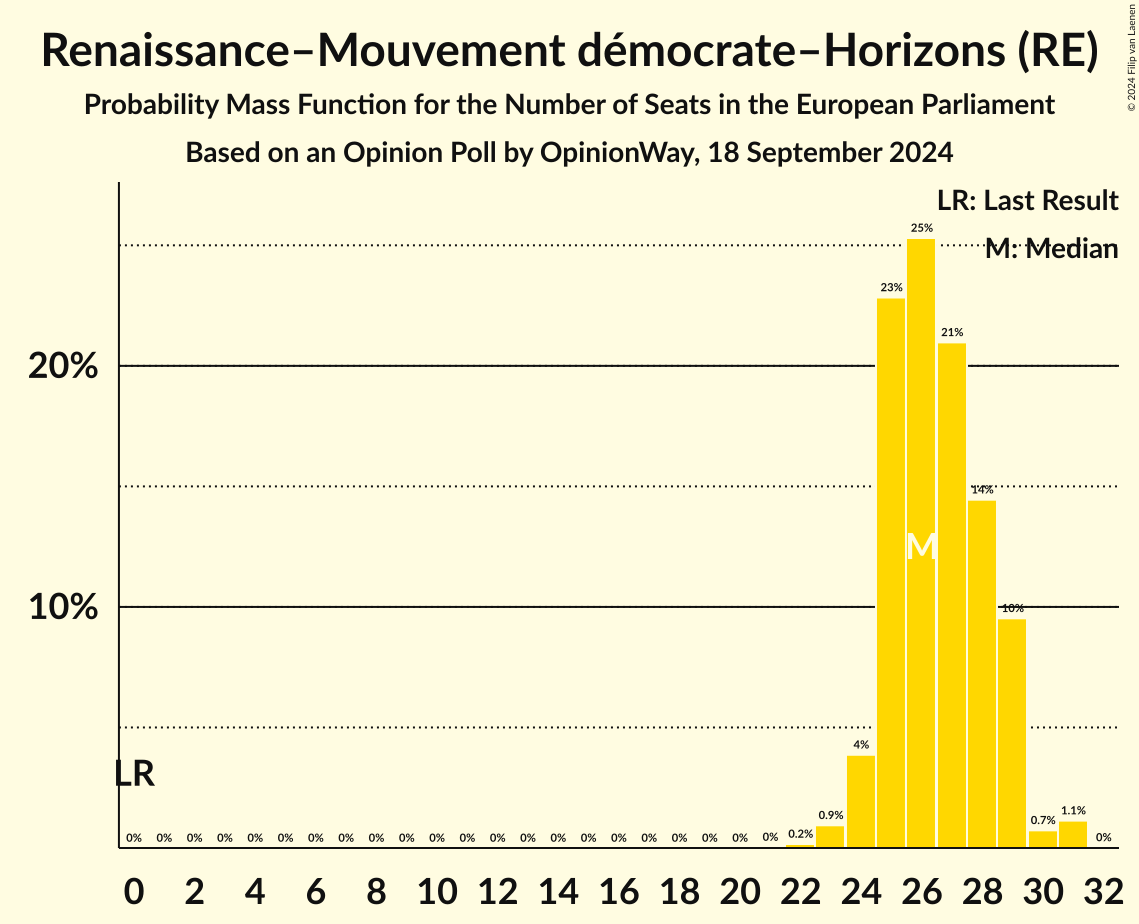 Renaissance–Mouvement démocrate–Horizons (RE)
Probability Mass Function for the Number of Seats in the European Parliament
Based on an Opinion Poll by OpinionWay, 18 September 2024
© 2024 Filip van Laenen
LR: Last Result
M: Median
20%
10%
LR
M
0% 0% 0% 0% 0% 0% 0% 0% 0% 0% 0% 0% 0% 0% 0% 0% 0% 0% 0% 0% 0% 0% 0.2% 0.9% 4% 23% 25% 21% 14% 10% 0.7% 1.1% 0%
0 2 4 6 8 10 12 14 16 18 20 22 24 26 28 30 32